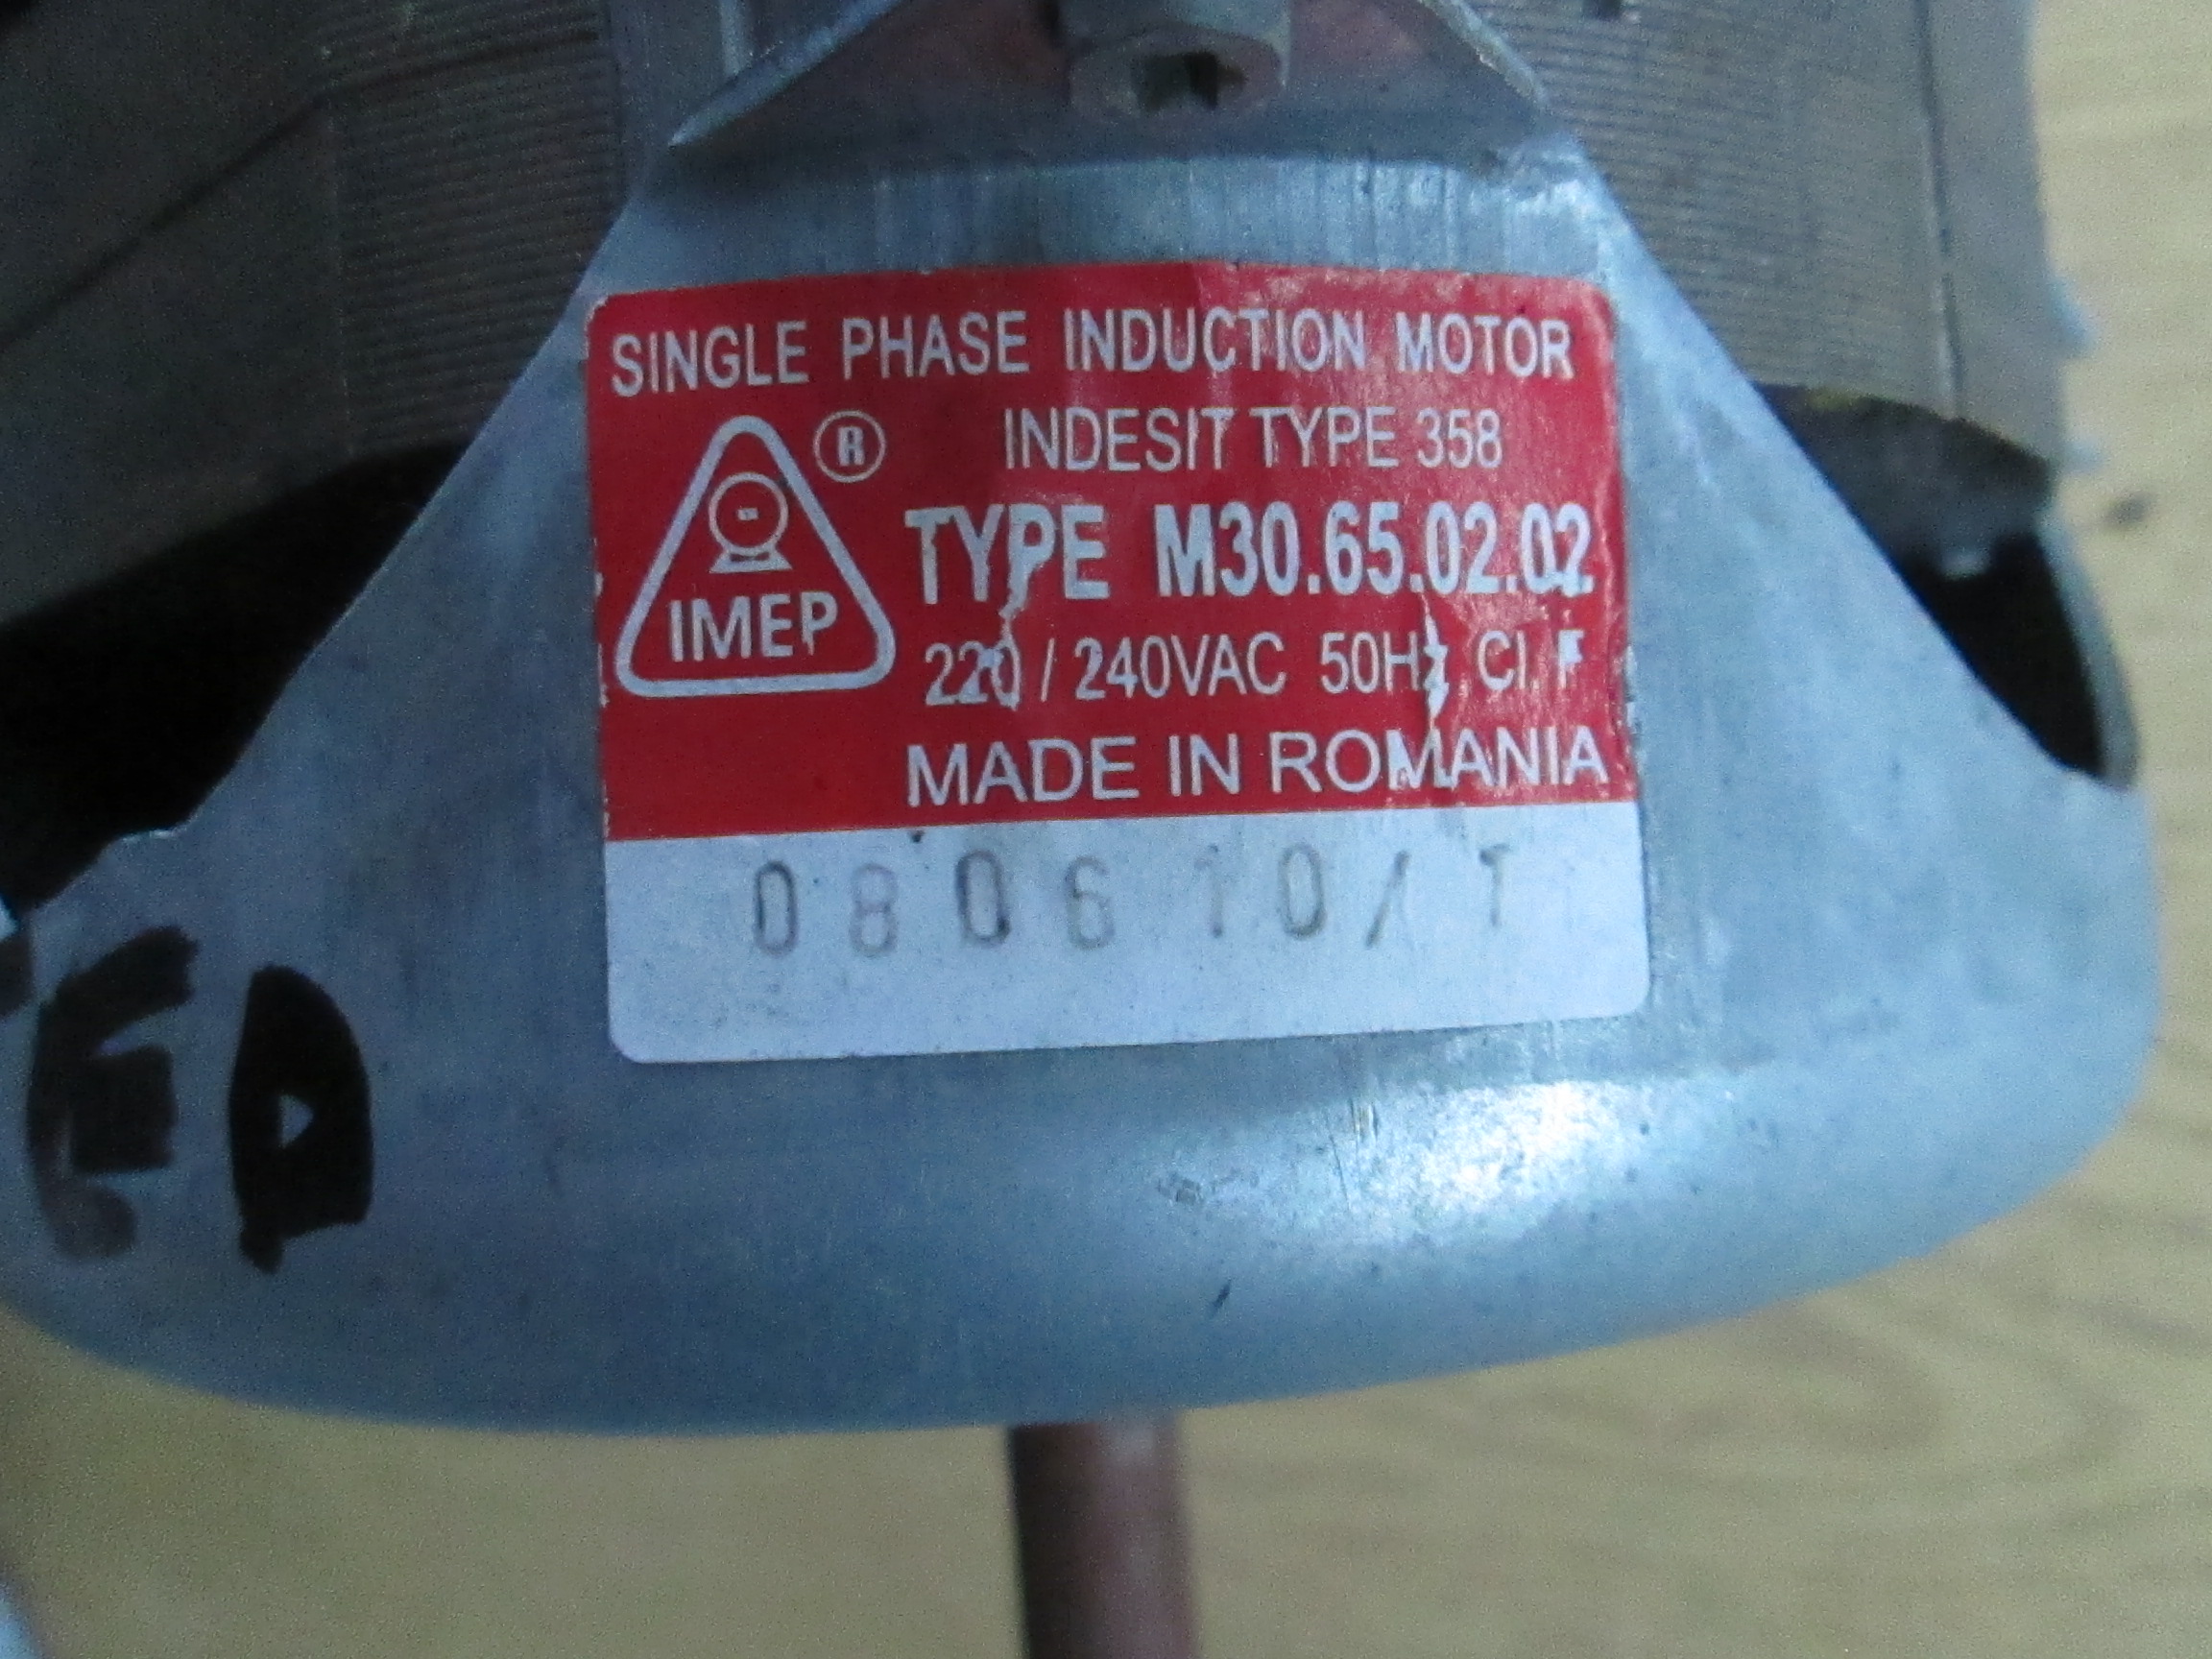 SINGLE PHASE INDUCTION MOTOR
®
INDESIT TYPE 358
TYPE M30.65.02.02
IMEP
220 / 240VAC 50Hz Cl. F
MADE IN ROMANIA
080610/1